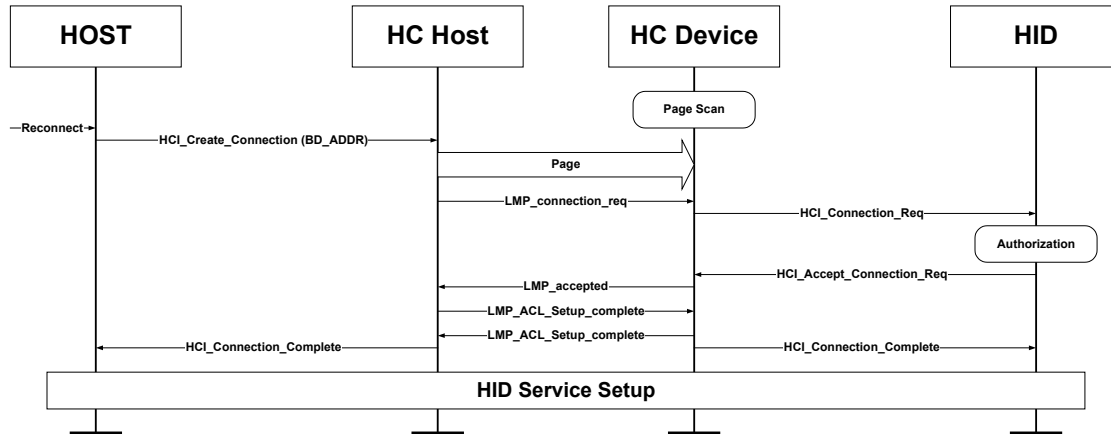 HOST
HC Host
HC Device
HID
Page Scan
Reconnect
HCI_Create_Connection (BD_ADDR)
Page
LMP_connection_req
HCI_Connection_Req
Authorization
HCI_Accept_Connection_Req
LMP_accepted
LMP_ACL_Setup_complete
LMP_ACL_Setup_complete
HCI_Connection_Complete
HCI_Connection_Complete
HID Service Setup